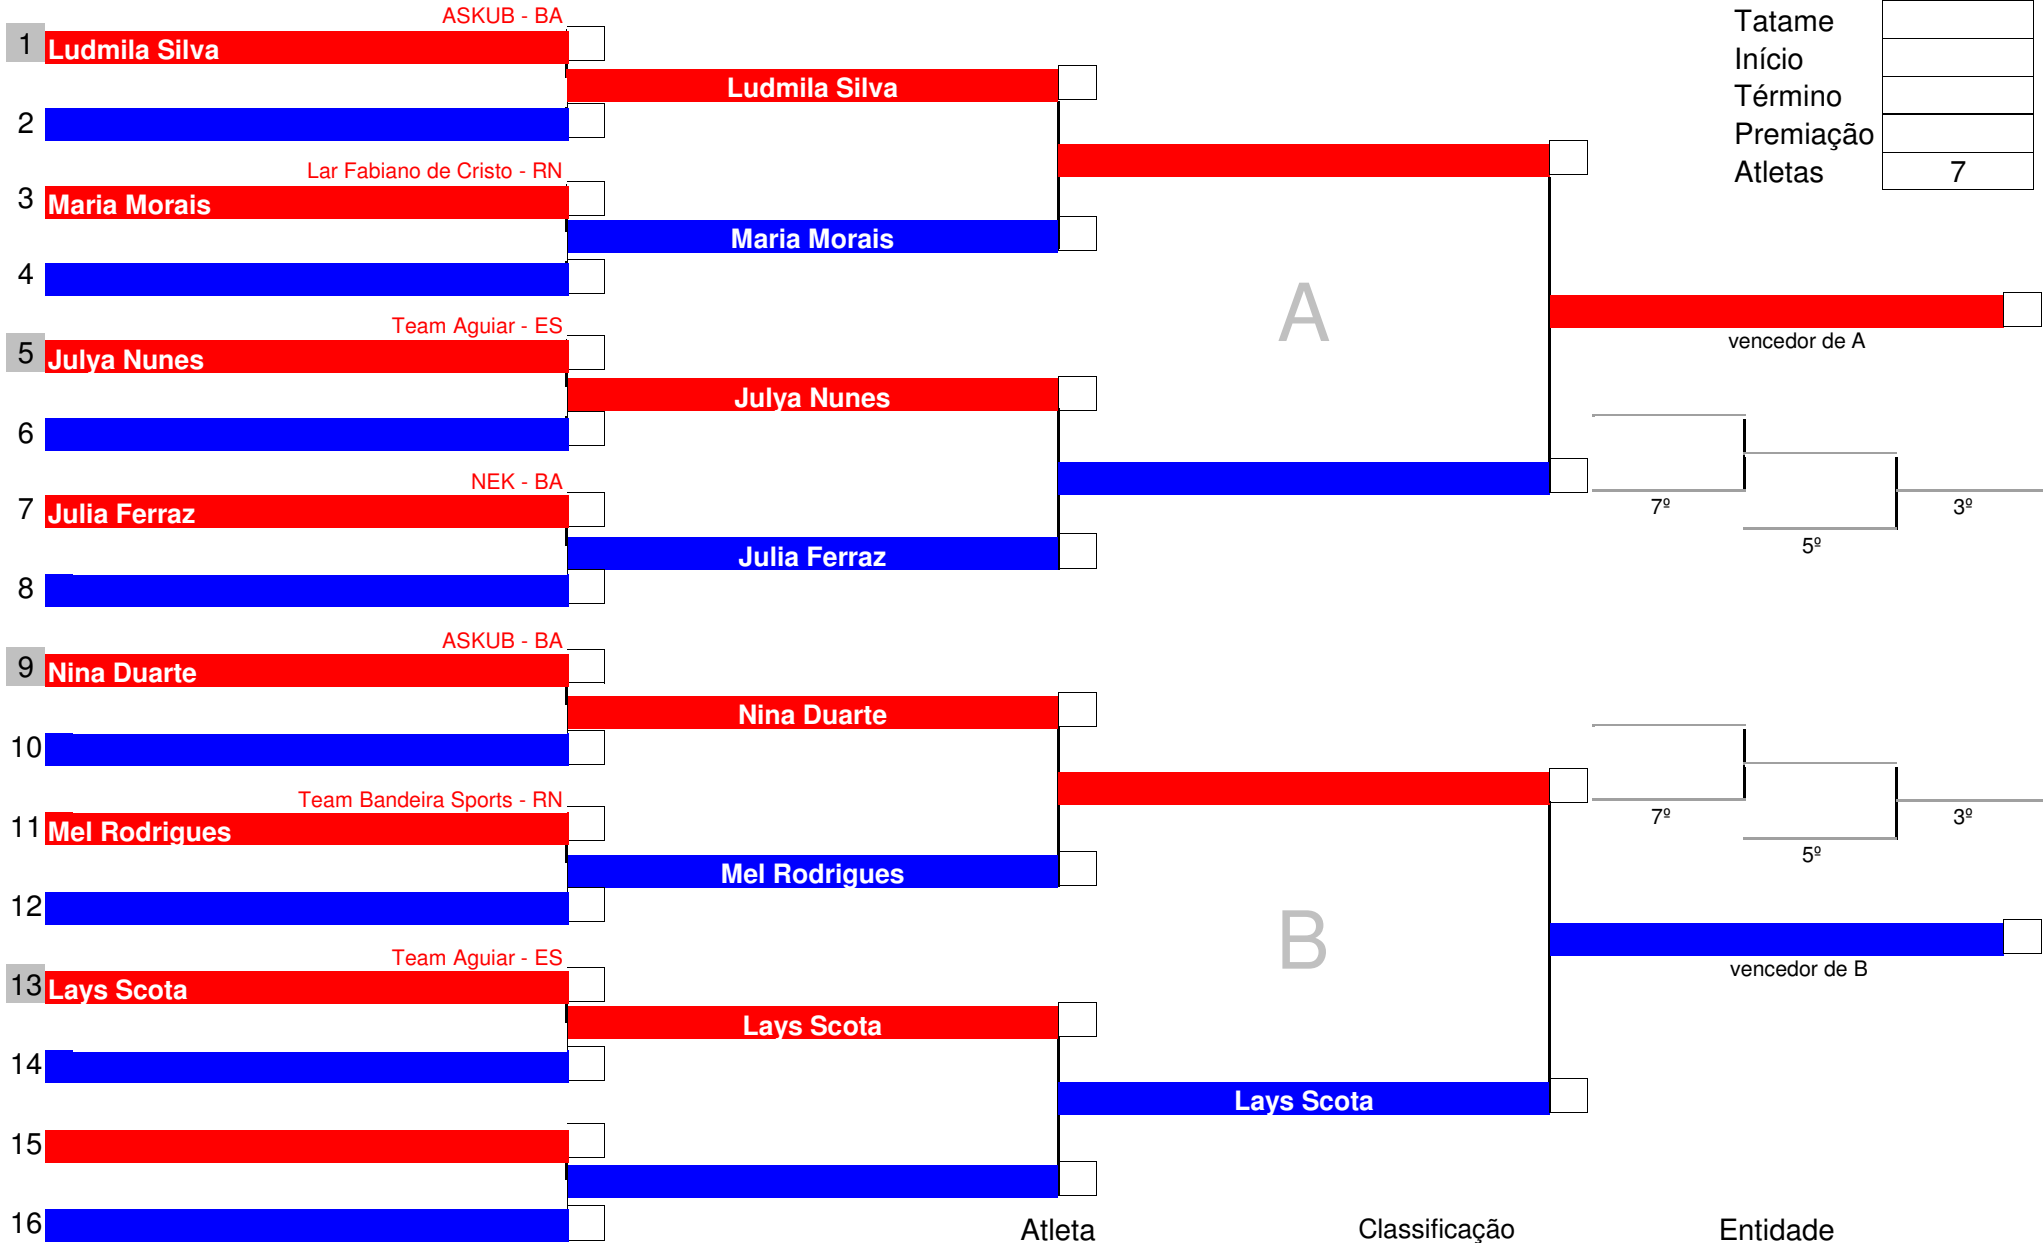 ASKUB - BA
1 Ludmila Silva
Ludmila Silva
2
Lar Fabiano de Cristo - RN
3 Maria Morais
Maria Morais
4
Team Aguiar - ES
5 Julya Nunes
Julya Nunes
6
NEK - BA
7 Julia Ferraz
Julia Ferraz
8
ASKUB - BA
9 Nina Duarte
Nina Duarte
10
Team Bandeira Sports - RN
11 Mel Rodrigues
Mel Rodrigues
12
Team Aguiar - ES
13 Lays Scota
Lays Scota
14
Lays Scota
15
16
A
B
Tatame
Início
Término
Premiação
Atletas 7
vencedor de A
7º 3º
5º
7º 3º
5º
vencedor de B
Atleta Classificação Entidade